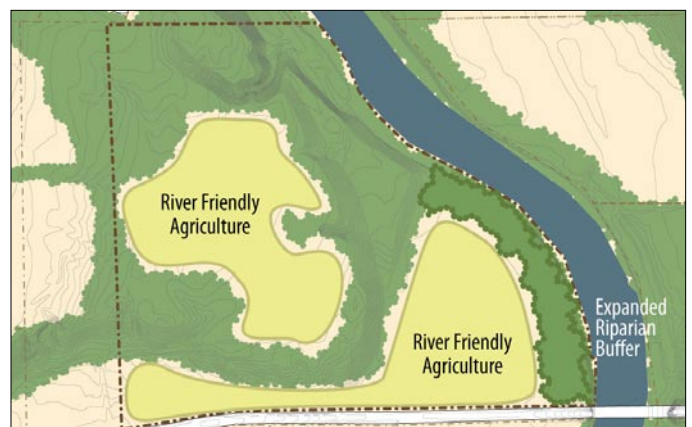 River Friendly
Agriculture
River Friendly
Agriculture
Expanded
Riparian
Buffer